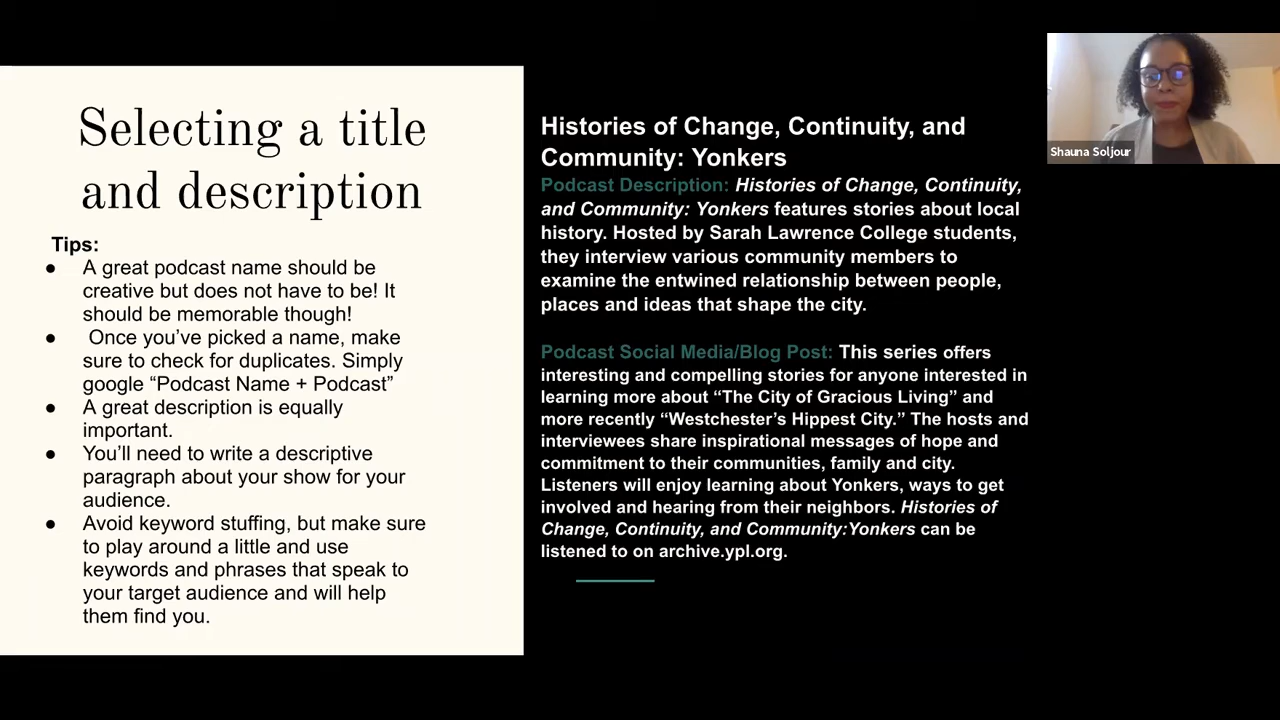 Selecting a title
and description
Tips:
● A great podcast name should be
creative but does not have to be! It
should be memorable though!
● Once you’ve picked a name, make
sure to check for duplicates. Simply
google “Podcast Name + Podcast”
● A great description is equally
important.
● You’ll need to write a descriptive
paragraph about your show for your
audience.
● Avoid keyword stuffing, but make sure
to play around a little and use
keywords and phrases that speak to
your target audience and will help
them find you.
Histories of Change, Continuity, and
Community: Yonkers
Podcast Description: Histories of Change, Continuity,
and Community: Yonkers features stories about local
history. Hosted by Sarah Lawrence College students,
they interview various community members to
examine the entwined relationship between people,
places and ideas that shape the city.
Podcast Social Media/Blog Post: This series offers
interesting and compelling stories for anyone interested in
learning more about “The City of Gracious Living” and
more recently “Westchester’s Hippest City.” The hosts and
interviewees share inspirational messages of hope and
commitment to their communities, family and city.
Listeners will enjoy learning about Yonkers, ways to get
involved and hearing from their neighbors. Histories of
Change, Continuity, and Community:Yonkers can be
listened to on archive.ypl.org.
Shauna Soljour